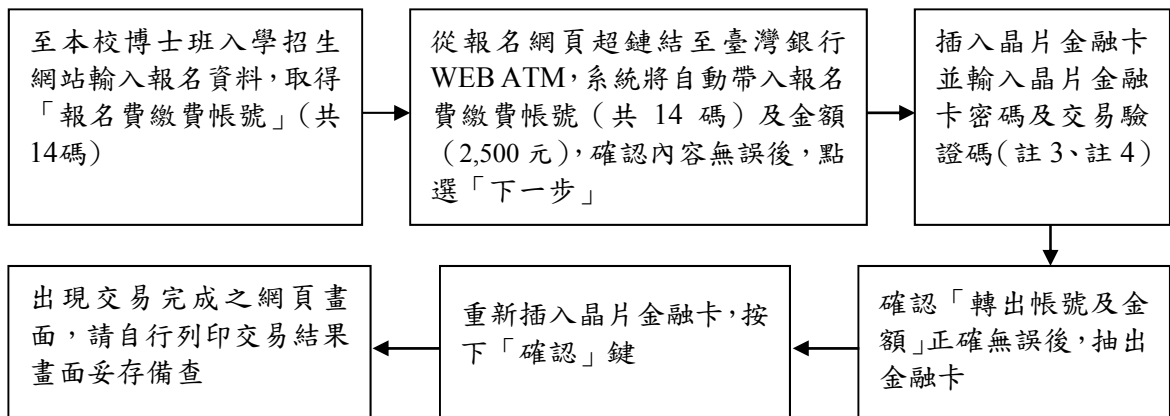 至本校博士班入學招生
網站輸入報名資料，取得
「報名費繳費帳號」（共
14碼）
從報名網頁超鏈結至臺灣銀行
WEB ATM，系統將自動帶入報名
費繳費帳號（共 14 碼）及金額
（2,500 元），確認內容無誤後，點
選「下一步」
插入晶片金融卡
並輸入晶片金融
卡密碼及交易驗
證碼（註 3、註 4）
確認「轉出帳號及金
額」正確無誤後，抽出
金融卡
重新插入晶片金融卡，按
下「確認」鍵
出現交易完成之網頁畫
面，請自行列印交易結果
畫面妥存備查